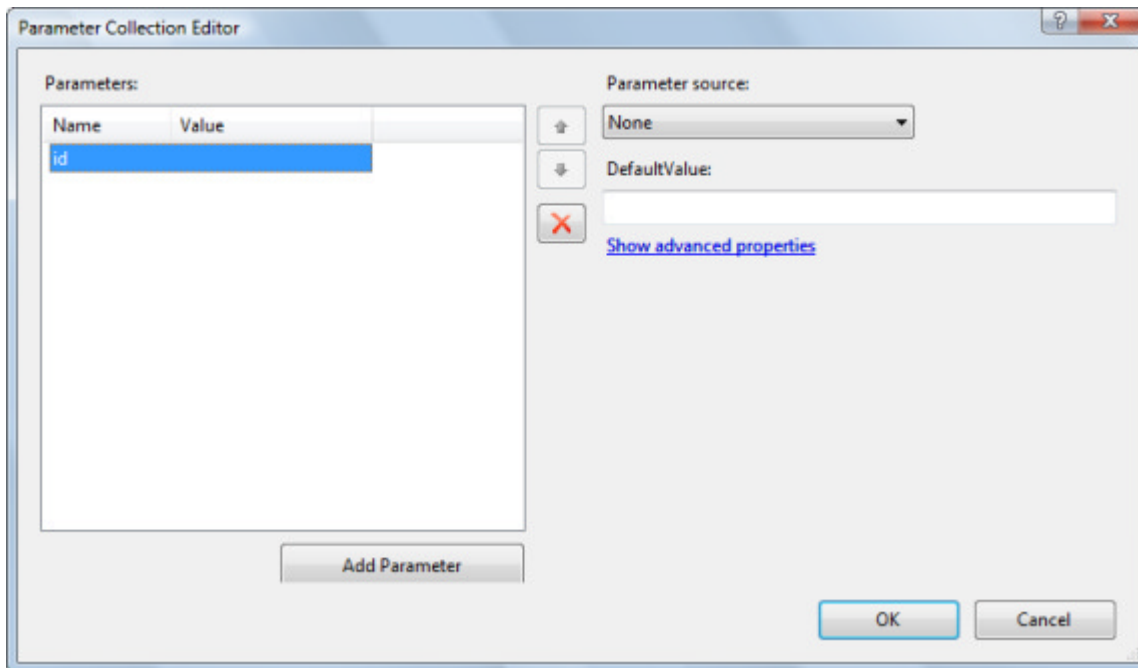 Parameter Collection Editor
Parameters:
Name Value
id
Add Parameter
Parameter source:
None
DefaultValue:
Show advanced properties
OK Cancel